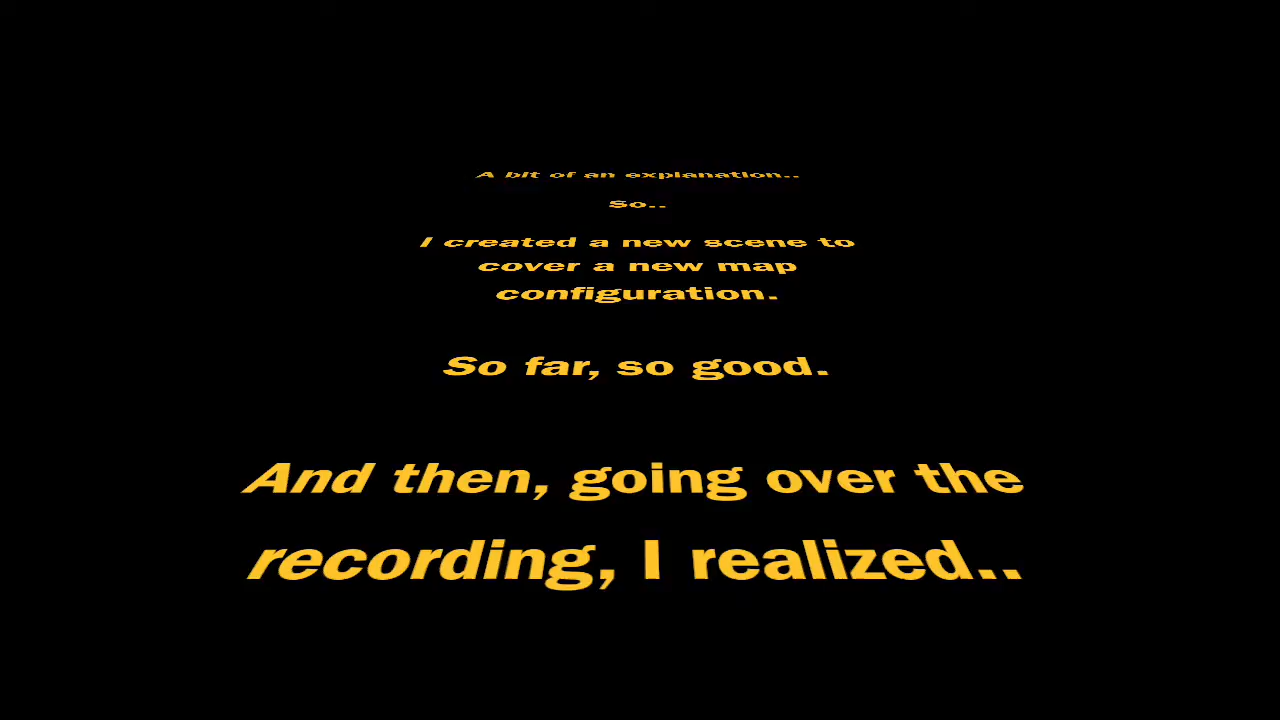 A bit of an explanation..
So..
I created a new scene to
cover a new map
configuration.
So far, so good.
And then, going over the
recording, I realized..